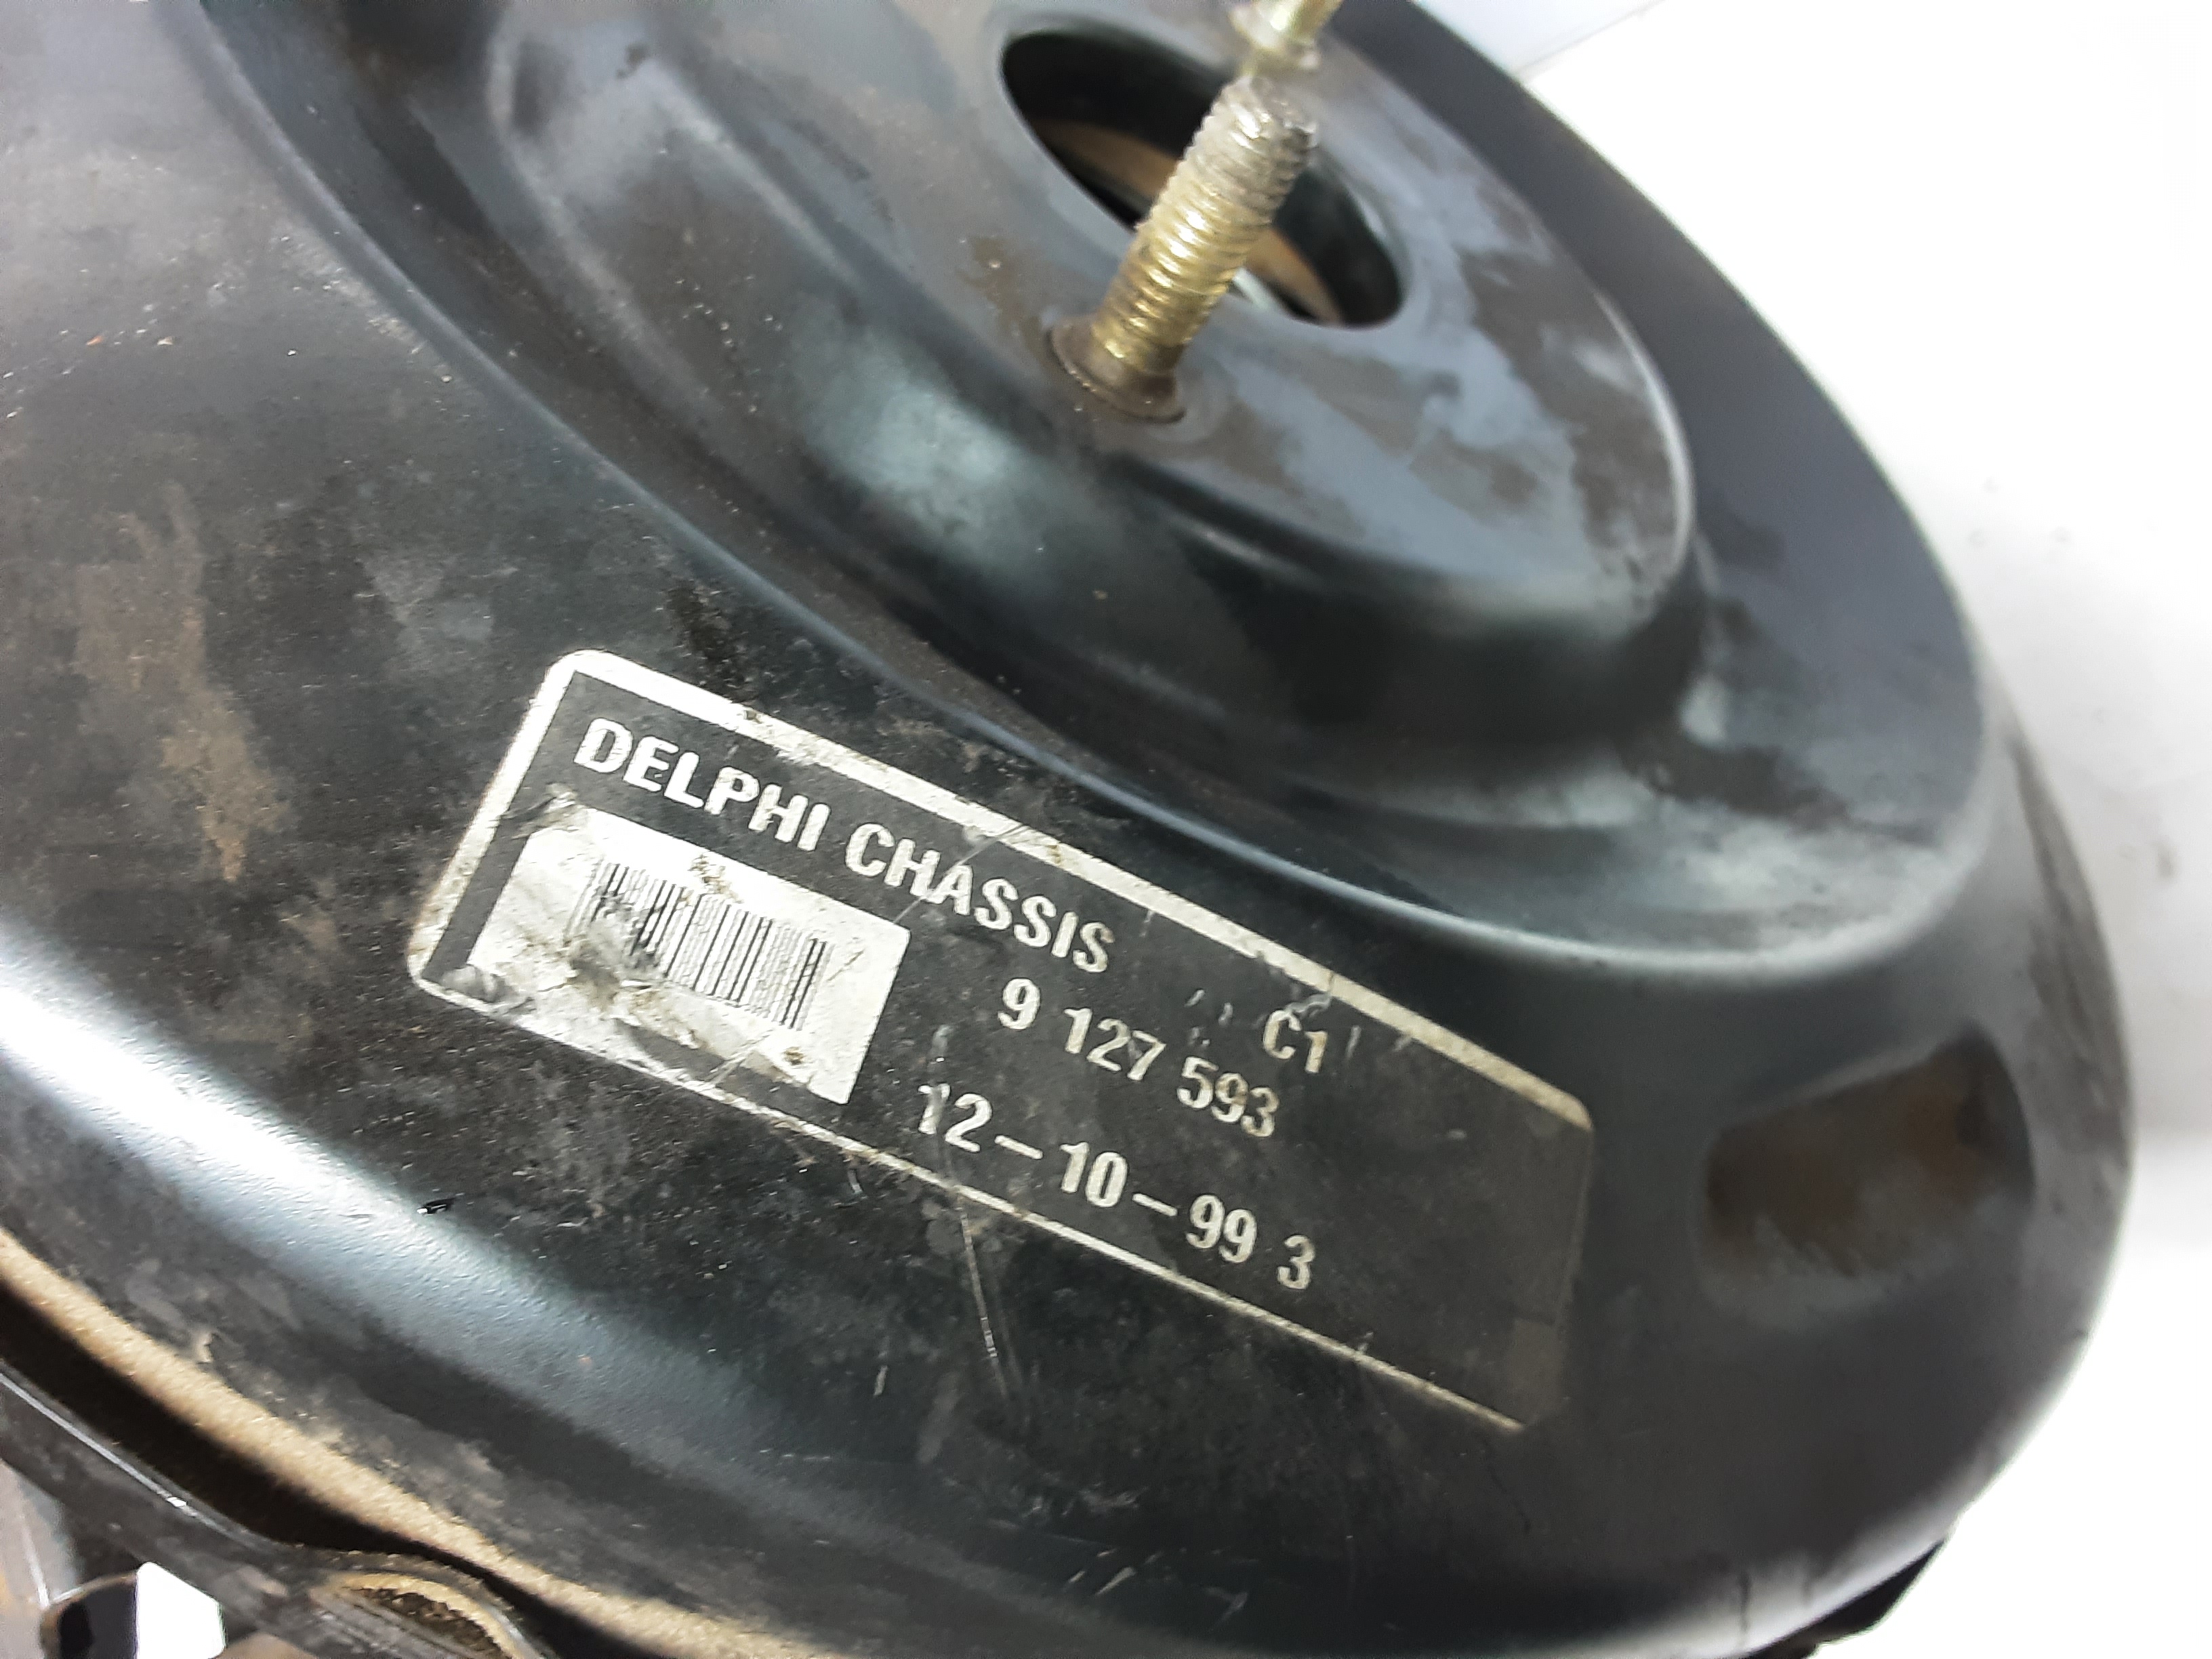 DELPHI CHASSIS
C1
9 127 593
12-10-99 3